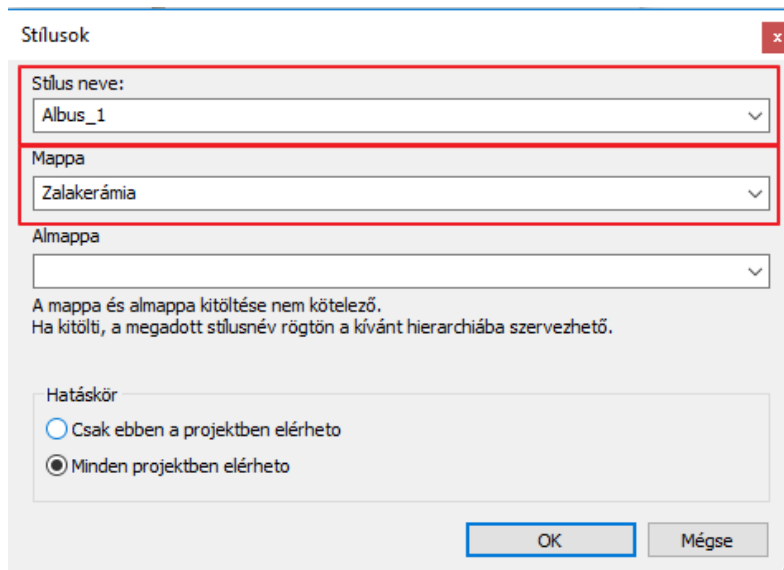 Stílusok
x
Stílus neve:
Albus_1
Mappa
Zalakerámia
Almappa
A mappa és almappa kitöltése nem kötelező.
Ha kitölti, a megadott stílusnév rögtön a kívánt hierarchiába szervezhető.
Hatáskör
Csak ebben a projektben elérheto
Minden projektben elérheto
OK Mégse